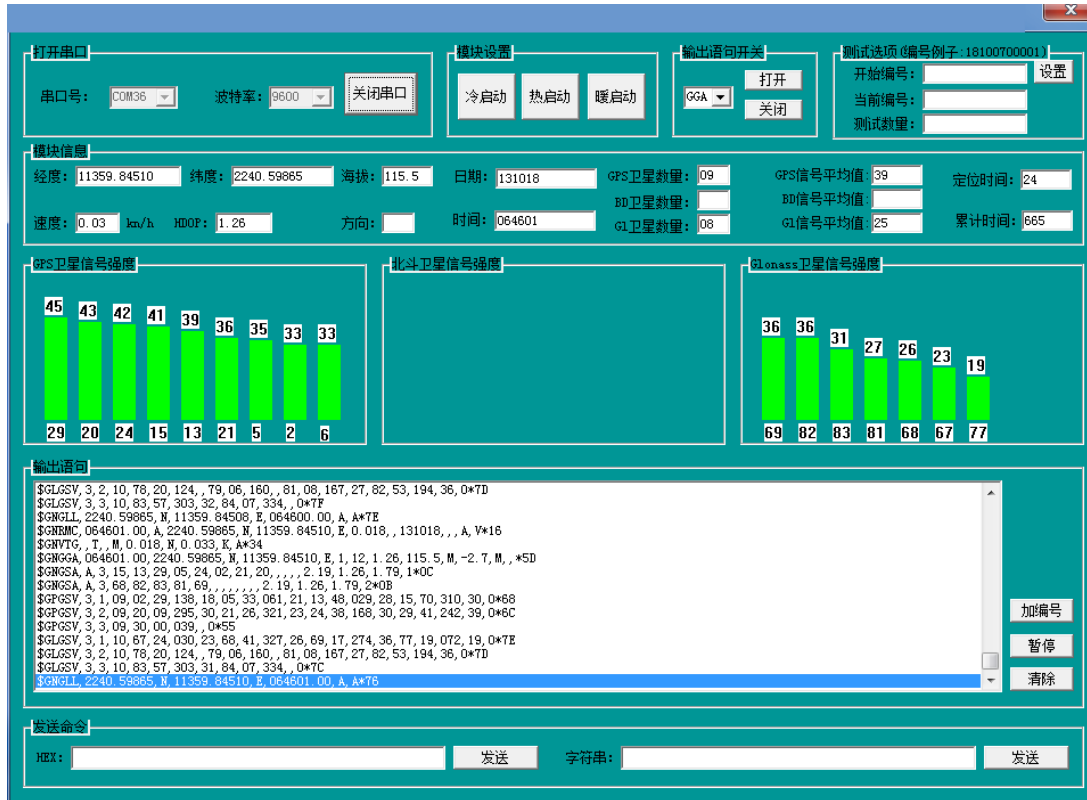 打开串口
串口号: COM36 波特率: 9600 关闭串口
模块设置
冷启动 热启动 暖启动
输出语句开关
GGA 打开
关闭
测试选项(编号例子:18100700001)
开始编号: 设置
当前编号:
测试数量:
模块信息
经度: 11359.84510 纬度: 2240.59865 海拔: 115.5 日期: 131018 GPS卫星数量: 09 GPS信号平均值: 39 定位时间: 24
BD卫星数量: BD信号平均值:
速度: 0.03 km/h HDOP: 1.26 方向: 时间: 064601 Gl卫星数量: 08 Gl信号平均值: 25 累计时间: 665
GPS卫星信号强度
45 43 42 41 39 36 35 33 33
29 20 24 15 13 21 5 2 6
北斗卫星信号强度
Glonass卫星信号强度
36 36 31 27 26 23 19
69 82 83 81 68 67 77
输出语句
$GLGSV,3,2,10,78,20,124,,79,06,160,,81,08,167,27,82,53,194,36,0*7D
$GLGSV,3,3,10,83,57,303,32,84,07,334,,0*7F
$GNGLL,2240.59865,N,11359.84508,E,064600.00,A,A*7E
$GNRMC,064601.00,A,2240.59865,N,11359.84510,E,0.018,,131018,,,A,V*16
$GNVTG,,T,,M,0.018,N,0.033,K,A*34
$GNGGA,064601.00,2240.59865,N,11359.84510,E,1,12,1.26,115.5,M,-2.7,M,,*5D
$GNGSA,A,3,15,13,29,05,24,02,21,20,,,,,2.19,1.26,1.79,1*0C
$GNGSA,A,3,68,82,83,81,69,,,,,,,,2.19,1.26,1.79,2*0B
$GPGSV,3,1,09,02,29,138,18,05,33,061,21,13,48,029,28,15,70,310,30,0*68
$GPGSV,3,2,09,20,09,295,30,21,26,321,23,24,38,168,30,29,41,242,39,0*6C
$GPGSV,3,3,09,30,00,039,,0*55
$GLGSV,3,1,10,67,24,030,23,68,41,327,26,69,17,274,36,77,19,072,19,0*7E
$GLGSV,3,2,10,78,20,124,,79,06,160,,81,08,167,27,82,53,194,36,0*7D
$GLGSV,3,3,10,83,57,303,31,84,07,334,,0*7C
$GNGLL,2240.59865,N,11359.84510,E,064601.00,A,A*76
加编号
暂停
清除
发送命令
HEX: 发送 字符串: 发送